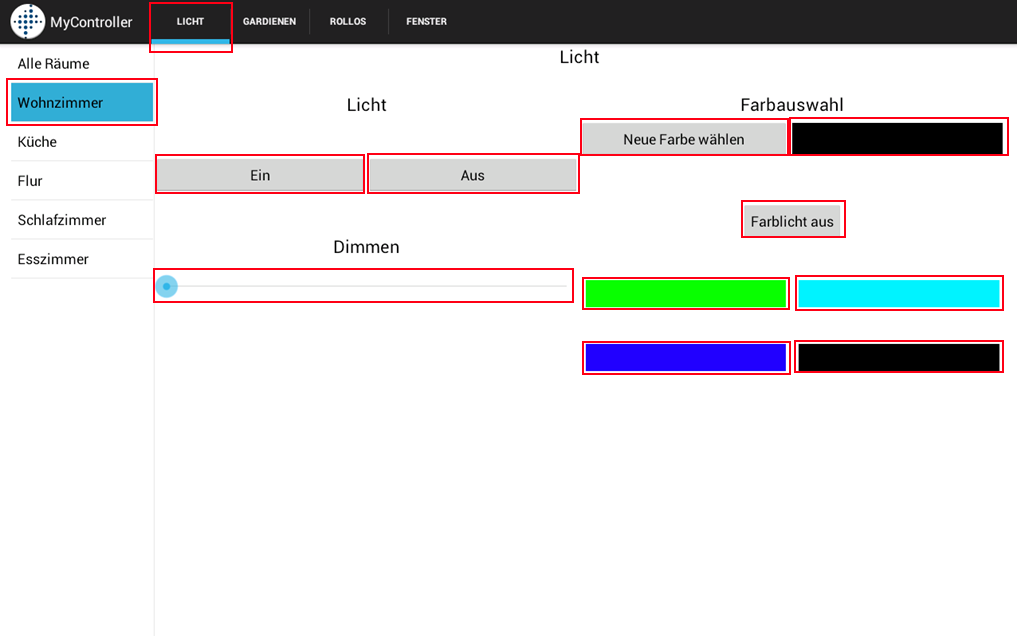 MyController LICHT GARDIENEN ROLLOS FENSTER
Alle Räume
Wohnzimmer
Küche
Flur
Schlafzimmer
Esszimmer
Licht
Licht
Ein Aus
Dimmen
Farbauswahl
Neue Farbe wählen
Farblicht aus